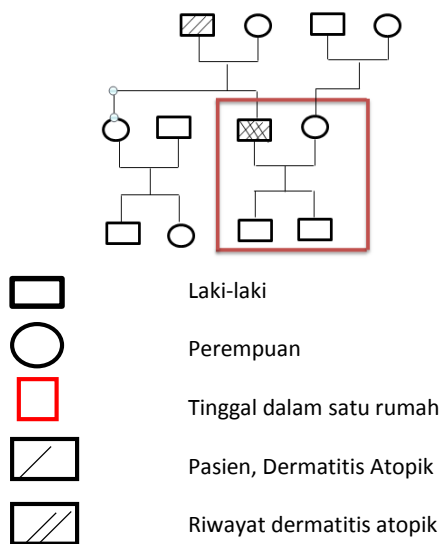 Laki-laki
Perempuan
Tinggal dalam satu rumah
Pasien, Dermatitis Atopik
Riwayat dermatitis atopik